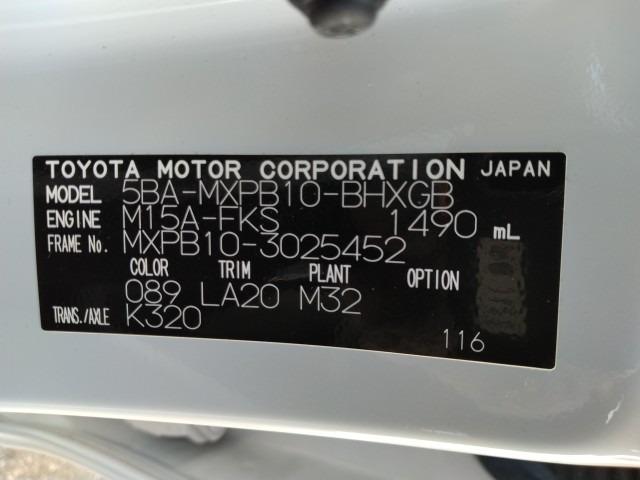 TOYOTA MOTOR CORPORATION JAPAN
MODEL 5BA-MXPB10-BHXGB
ENGINE M15A-FKS 1490 mL
FRAME No. MXPB10-3025452
COLOR TRIM PLANT OPTION
089 LA20 M32
TRANS./AXLE K320
116